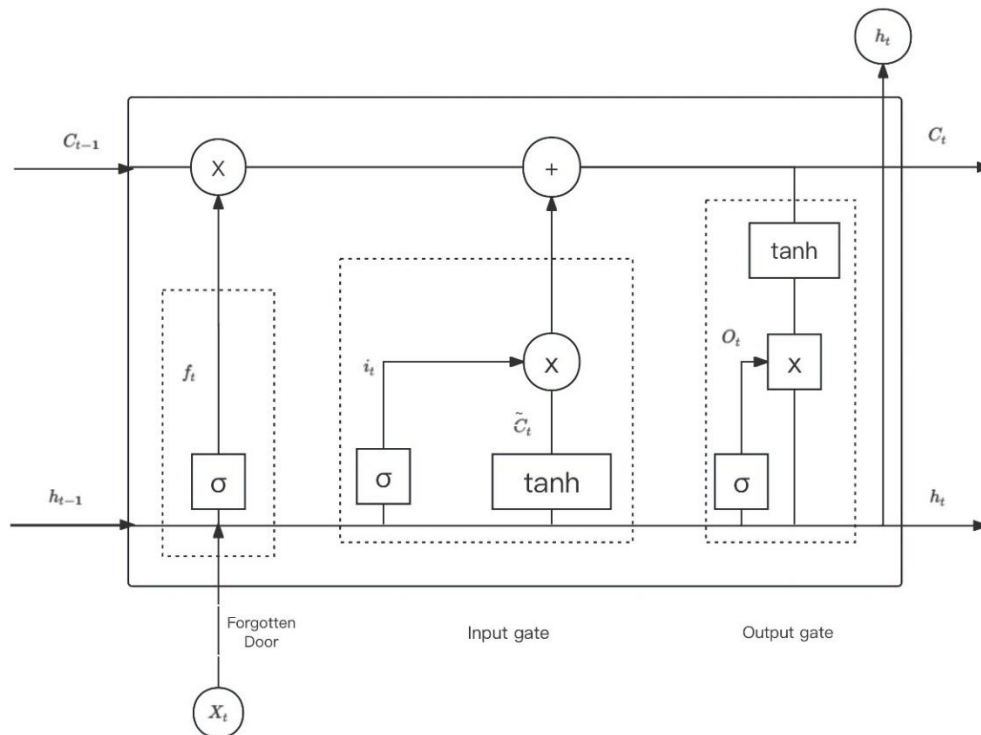 h_t
C_{t-1}
C_t
X
+
tanh
O_t
f_t
i_t
X
X
C̃_t
σ
σ
tanh
σ
h_{t-1}
h_t
Forgotten
Door
Input gate
Output gate
X_t